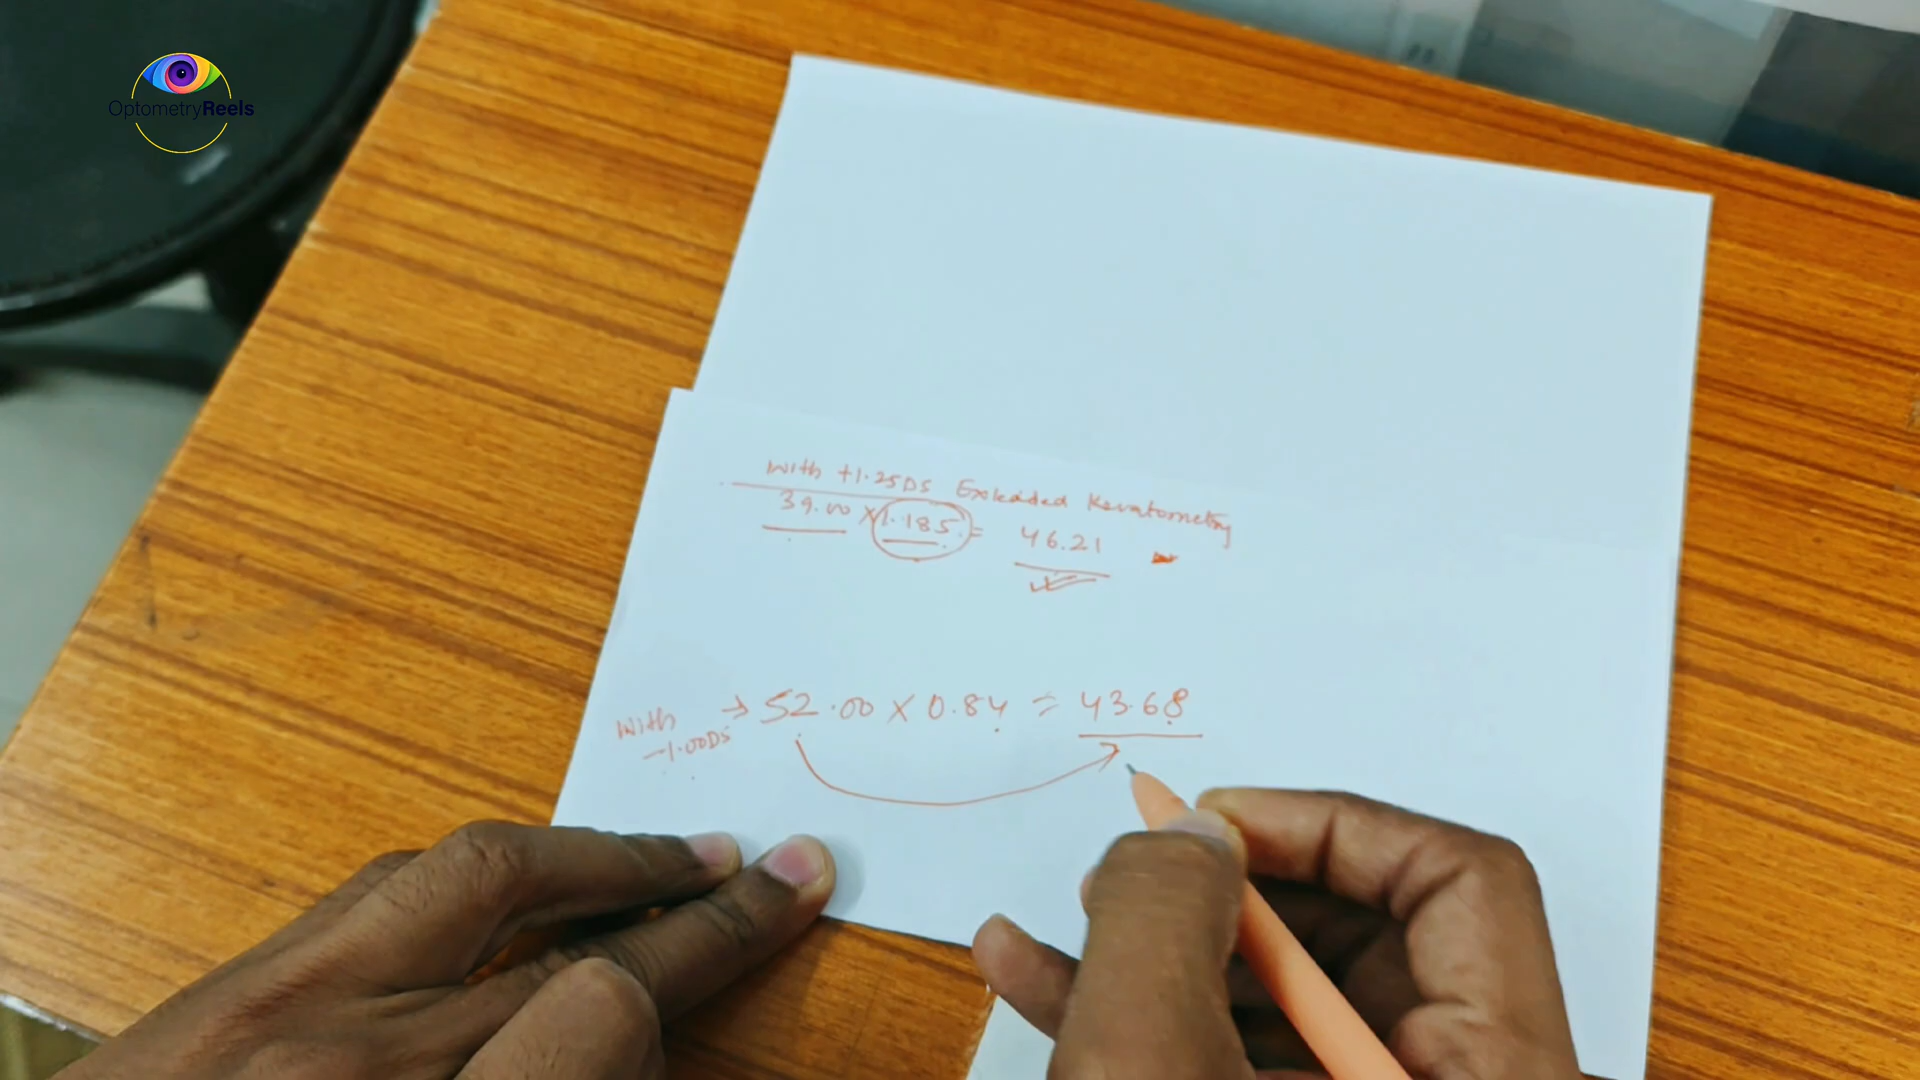 OptometryReels
With +1.25DS Exteaded Keratometry
39.00 X 1.185 = 46.21
With -1.00DS → 52.00 X 0.84 = 43.68